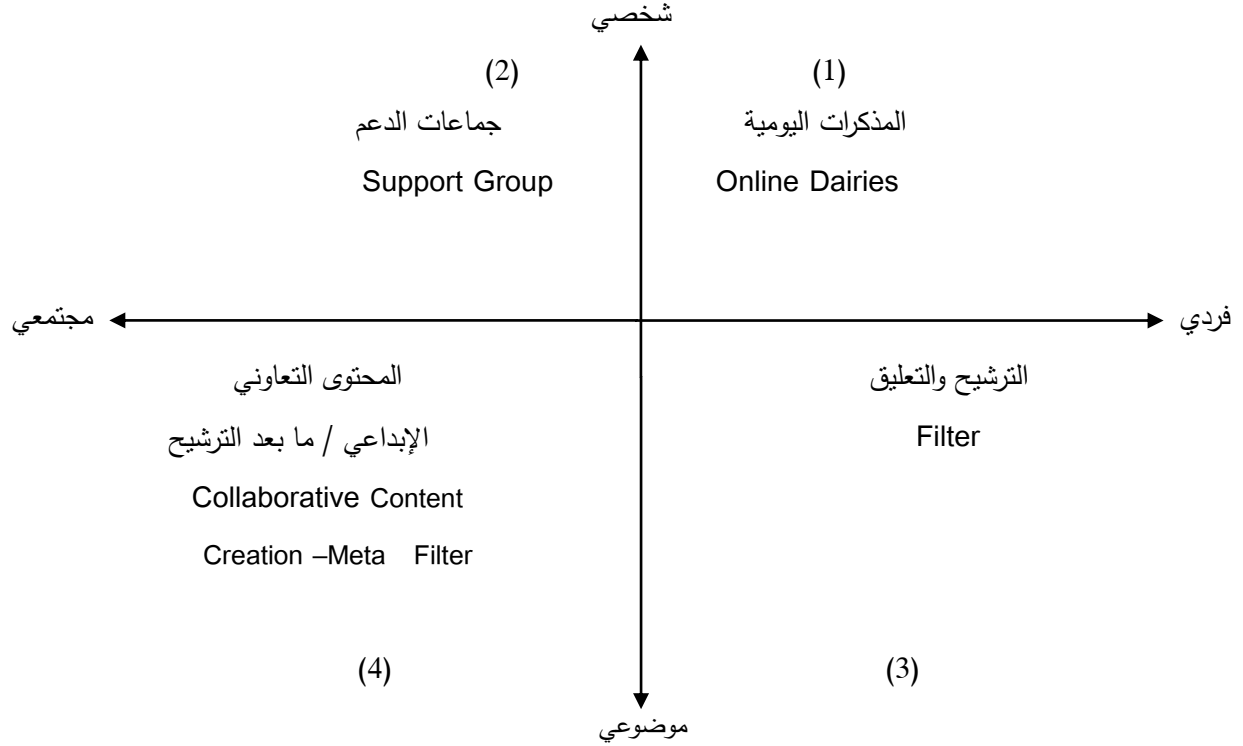 شخصي
(1)
المذكرات اليومية
Online Dairies
(2)
جماعات الدعم
Support Group
فردي
مجتمعي
الترشيح والتعليق
Filter
(3)
المحتوى التعاوني
الإبداعي / ما بعد الترشيح
Collaborative Content
Creation –Meta Filter
(4)
موضوعي